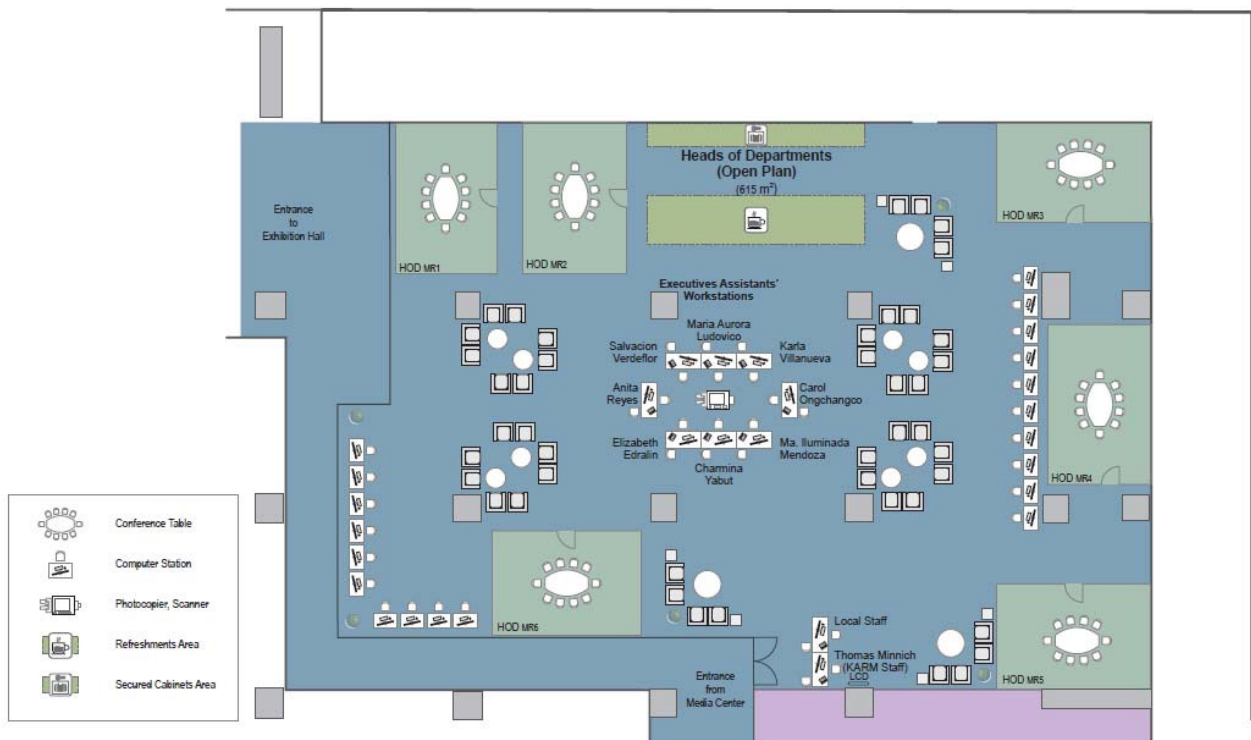 Heads of Departments
(Open Plan)
(615 m²)
Entrance
to
Exhibition Hall
HOD MR1
HOD MR2
HOD MR3
Executives Assistants'
Workstations
Maria Aurora
Ludovico
Salvacion
Verdeflor
Karla
Villanueva
Anita
Reyes
Carol
Ongchangco
Elizabeth
Edralin
Ma. Iluminada
Mendoza
Charmina
Yabut
HOD MR4
HOD MR6
Local Staff
Thomas Minnich
(KARM Staff)
LCD
HOD MR5
Entrance
from
Media Center
Conference Table
Computer Station
Photocopier, Scanner
Refreshments Area
Secured Cabinets Area